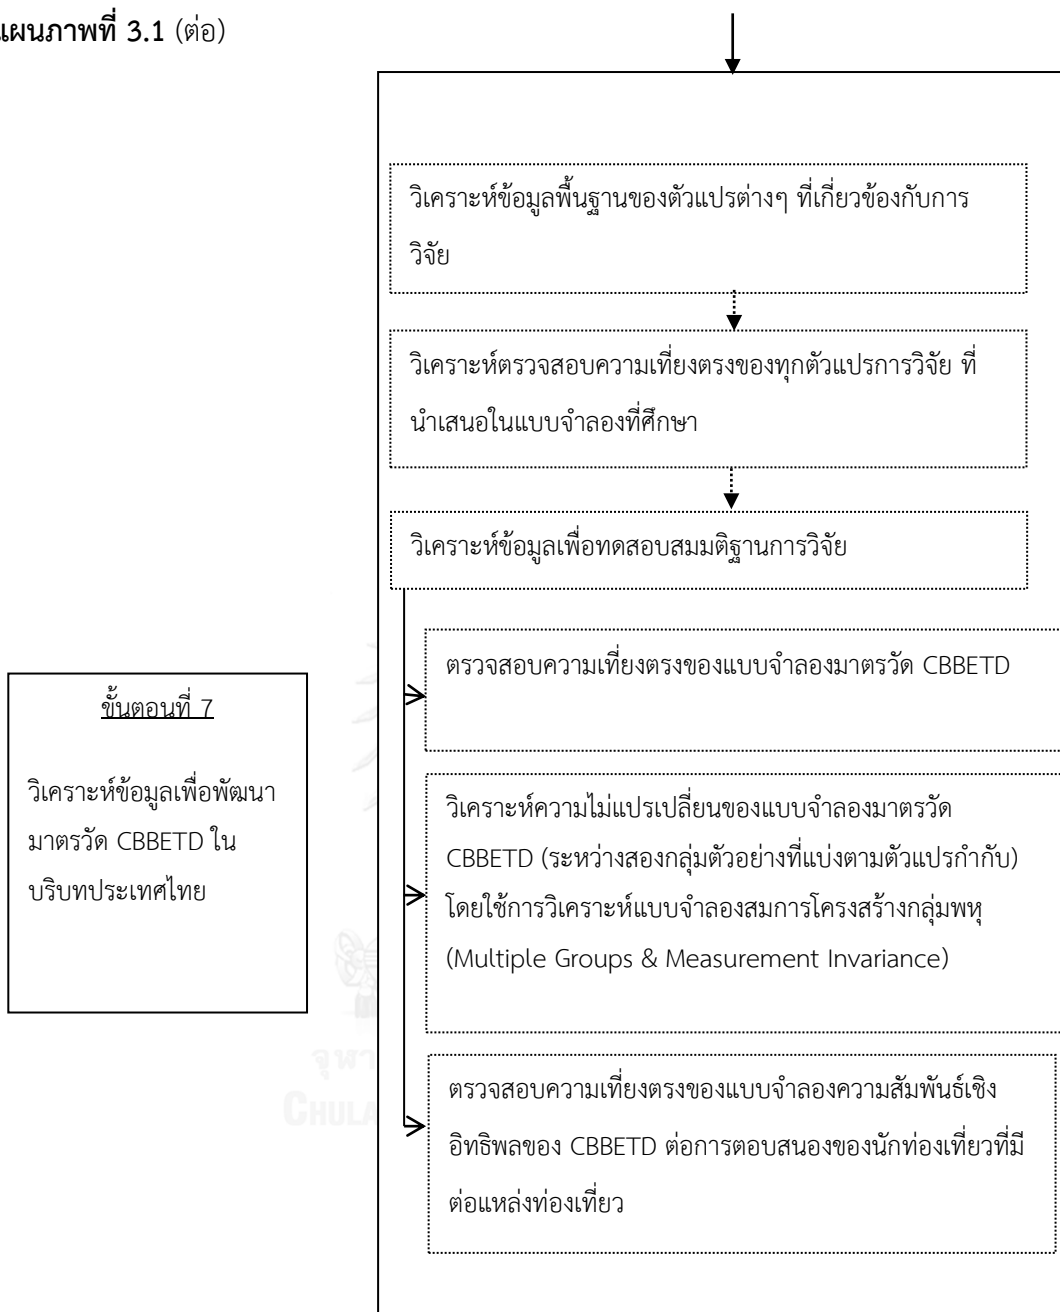 แผนภาพที่ 3.1 (ต่อ)
วิเคราะห์ข้อมูลพื้นฐานของตัวแปรต่างๆ ที่เกี่ยวข้องกับการ
วิจัย
วิเคราะห์ตรวจสอบความเที่ยงตรงของทุกตัวแปรการวิจัย ที่
นำเสนอในแบบจำลองที่ศึกษา
วิเคราะห์ข้อมูลเพื่อทดสอบสมมติฐานการวิจัย
ขั้นตอนที่ 7
วิเคราะห์ข้อมูลเพื่อพัฒนา
มาตรวัด CBBETD ใน
บริบทประเทศไทย
ตรวจสอบความเที่ยงตรงของแบบจำลองมาตรวัด CBBETD
วิเคราะห์ความไม่แปรเปลี่ยนของแบบจำลองมาตรวัด
CBBETD (ระหว่างสองกลุ่มตัวอย่างที่แบ่งตามตัวแปรกำกับ)
โดยใช้การวิเคราะห์แบบจำลองสมการโครงสร้างกลุ่มพหุ
(Multiple Groups & Measurement Invariance)
ตรวจสอบความเที่ยงตรงของแบบจำลองความสัมพันธ์เชิง
อิทธิพลของ CBBETD ต่อการตอบสนองของนักท่องเที่ยวที่มี
ต่อแหล่งท่องเที่ยว
จุฬา
CHULA